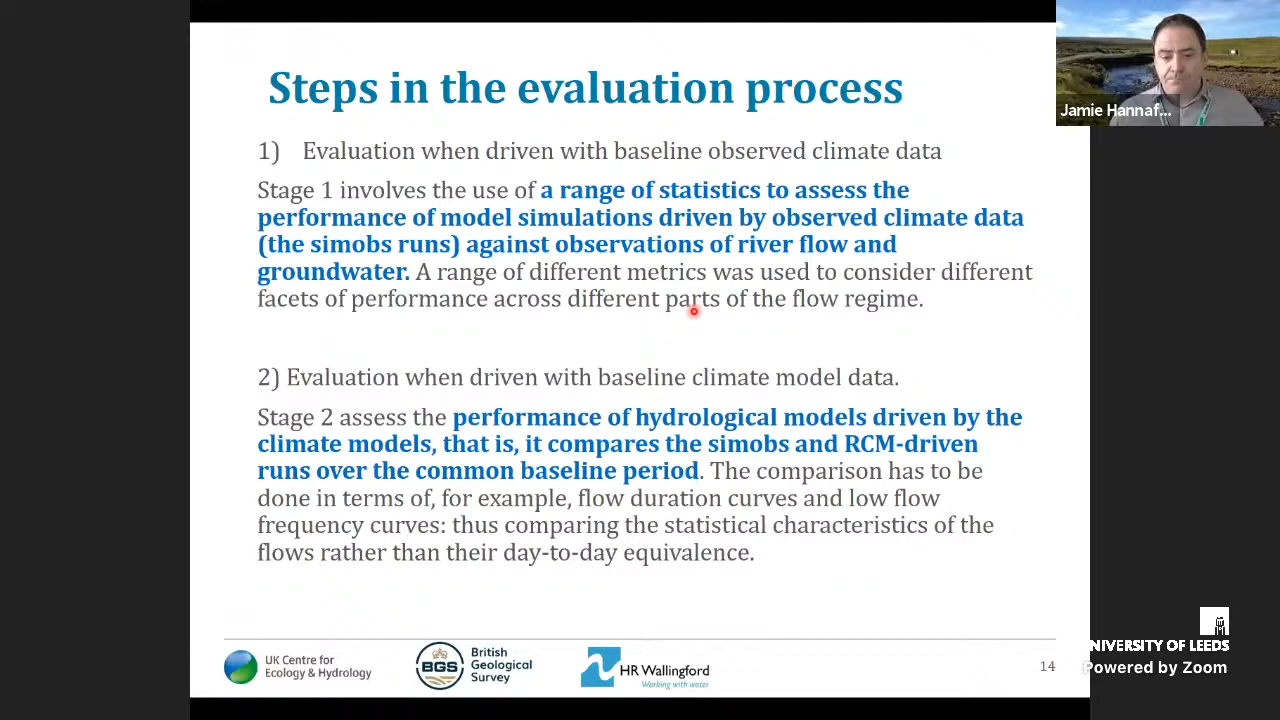 Steps in the evaluation process
Jamie Hannaf...
1) Evaluation when driven with baseline observed climate data
Stage 1 involves the use of a range of statistics to assess the
performance of model simulations driven by observed climate data
(the simobs runs) against observations of river flow and
groundwater. A range of different metrics was used to consider different
facets of performance across different parts of the flow regime.
2) Evaluation when driven with baseline climate model data.
Stage 2 assess the performance of hydrological models driven by the
climate models, that is, it compares the simobs and RCM-driven
runs over the common baseline period. The comparison has to be
done in terms of, for example, flow duration curves and low flow
frequency curves: thus comparing the statistical characteristics of the
flows rather than their day-to-day equivalence.
UK Centre for
Ecology & Hydrology
BGS
British
Geological
Survey
HR Wallingford
Working with water
14
UNIVERSITY OF LEEDS
Powered by Zoom